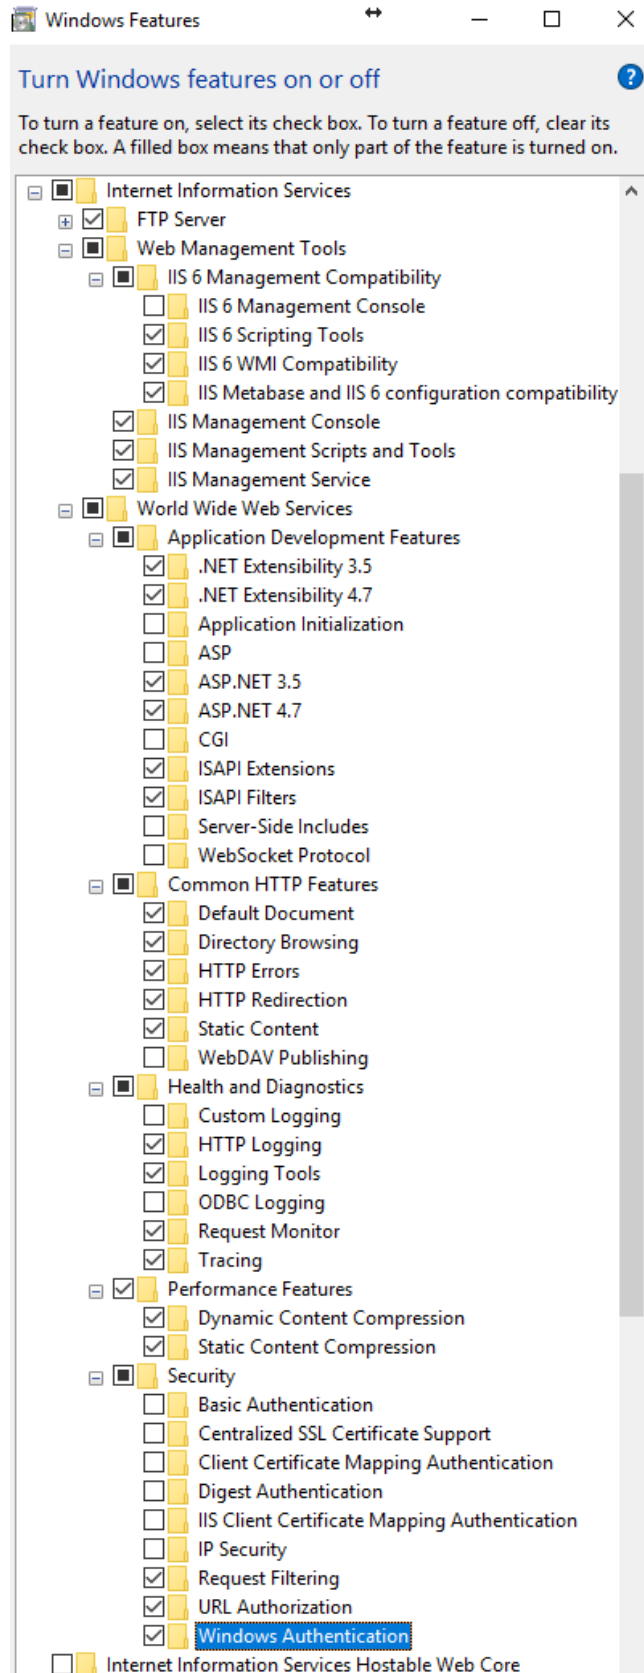 Windows Features
Turn Windows features on or off
To turn a feature on, select its check box. To turn a feature off, clear its
check box. A filled box means that only part of the feature is turned on.
Internet Information Services
FTP Server
Web Management Tools
IIS 6 Management Compatibility
IIS 6 Management Console
IIS 6 Scripting Tools
IIS 6 WMI Compatibility
IIS Metabase and IIS 6 configuration compatibility
IIS Management Console
IIS Management Scripts and Tools
IIS Management Service
World Wide Web Services
Application Development Features
.NET Extensibility 3.5
.NET Extensibility 4.7
Application Initialization
ASP
ASP.NET 3.5
ASP.NET 4.7
CGI
ISAPI Extensions
ISAPI Filters
Server-Side Includes
WebSocket Protocol
Common HTTP Features
Default Document
Directory Browsing
HTTP Errors
HTTP Redirection
Static Content
WebDAV Publishing
Health and Diagnostics
Custom Logging
HTTP Logging
Logging Tools
ODBC Logging
Request Monitor
Tracing
Performance Features
Dynamic Content Compression
Static Content Compression
Security
Basic Authentication
Centralized SSL Certificate Support
Client Certificate Mapping Authentication
Digest Authentication
IIS Client Certificate Mapping Authentication
IP Security
Request Filtering
URL Authorization
Windows Authentication
Internet Information Services Hostable Web Core